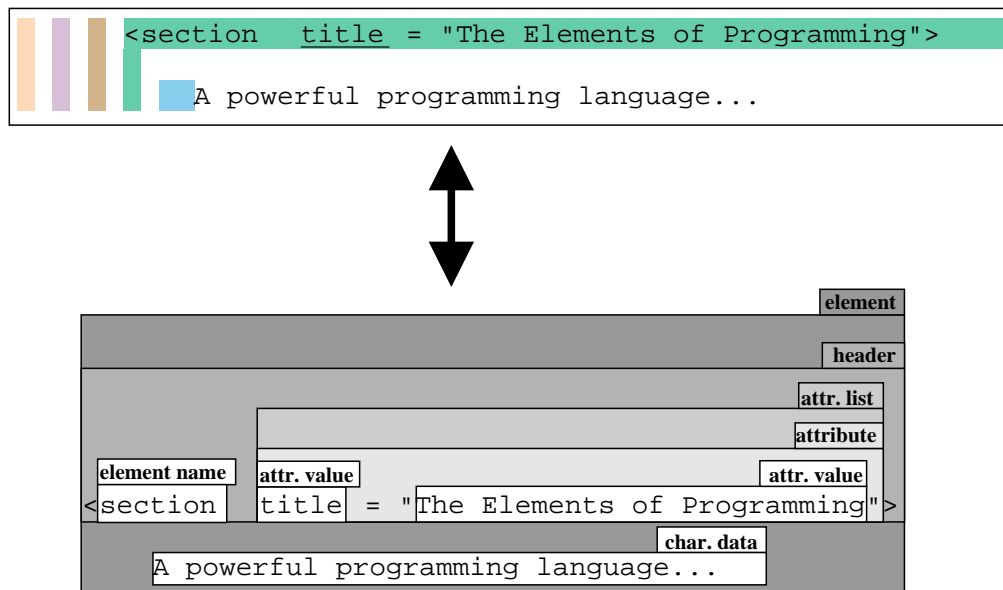 <section title = "The Elements of Programming">
A powerful programming language...
element
header
attr. list
attribute
element name attr. value attr. value
<section title = "The Elements of Programming">
char. data
A powerful programming language...